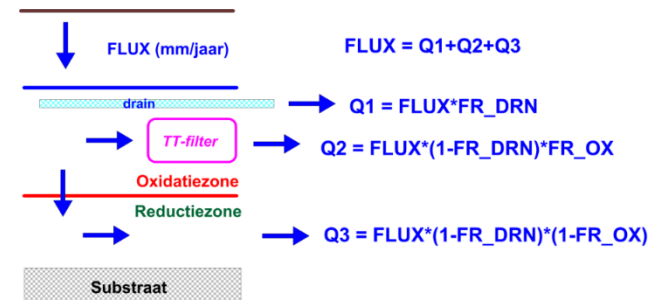 FLUX (mm/jaar)
FLUX = Q1+Q2+Q3
drain
Q1 = FLUX*FR_DRN
TT-filter
Q2 = FLUX*(1-FR_DRN)*FR_OX
Oxidatiezone
Reductiezone
Q3 = FLUX*(1-FR_DRN)*(1-FR_OX)
Substraat